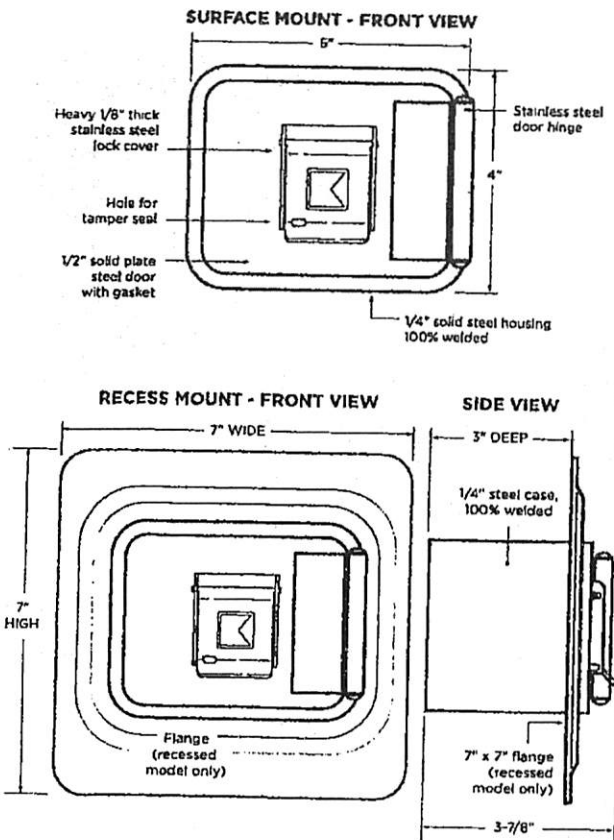 SURFACE MOUNT - FRONT VIEW
5"
Heavy 1/8" thick
stainless steel
lock cover
Stainless steel
door hinge
4"
Hole for
tamper seal
1/2" solid plate
steel door
with gasket
1/4" solid steel housing
100% welded
RECESS MOUNT - FRONT VIEW
7" WIDE
7"
HIGH
Flange
(recessed
model only)
SIDE VIEW
3" DEEP
1/4" steel case,
100% welded
7" x 7" flange
(recessed
model only)
3-7/8"